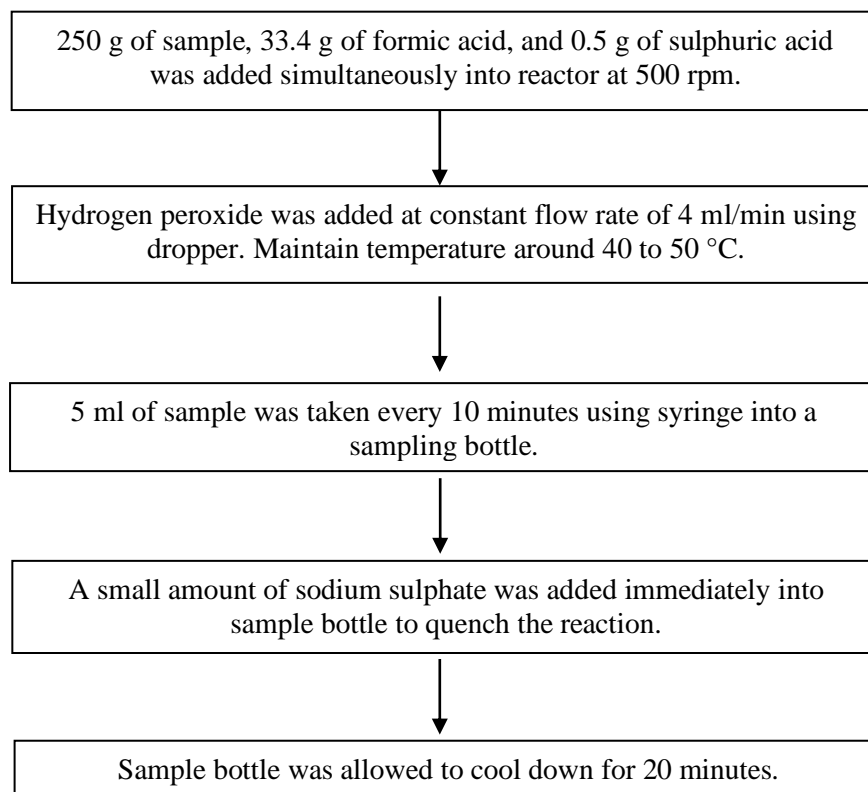 250 g of sample, 33.4 g of formic acid, and 0.5 g of sulphuric acid
was added simultaneously into reactor at 500 rpm.
Hydrogen peroxide was added at constant flow rate of 4 ml/min using
dropper. Maintain temperature around 40 to 50 °C.
5 ml of sample was taken every 10 minutes using syringe into a
sampling bottle.
A small amount of sodium sulphate was added immediately into
sample bottle to quench the reaction.
Sample bottle was allowed to cool down for 20 minutes.